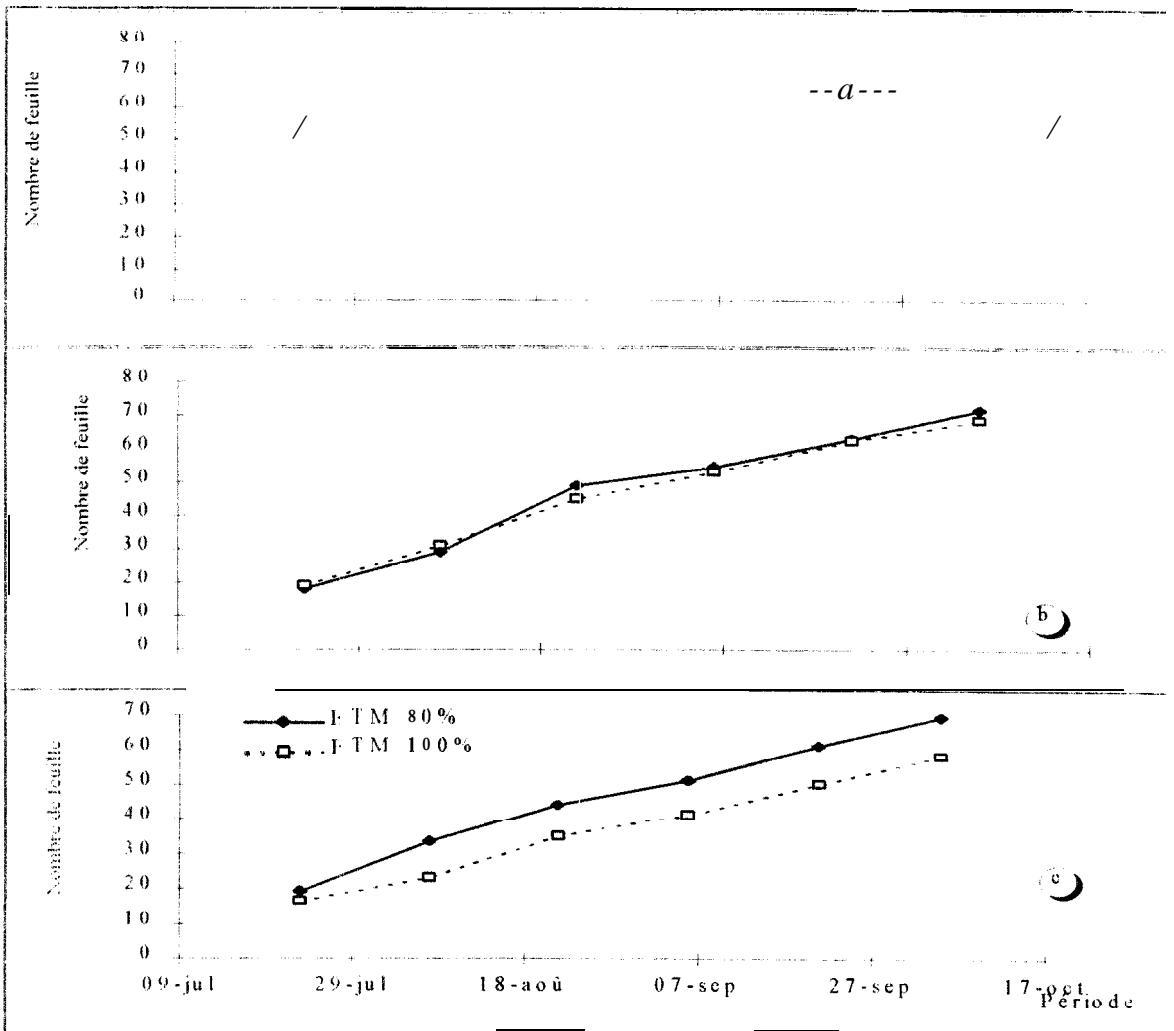 Nombre de feuille
80
70
60
50
40
30
20
10
0
--a---
/
/
Nombre de feuille
80
70
60
50
40
30
20
10
0
b
Nombre de feuille
70
60
50
40
30
20
10
0
ETM 80%
ETM 100%
c
09-jul
29-jul
18-aoû
07-sep
27-sep
17-oct
Période